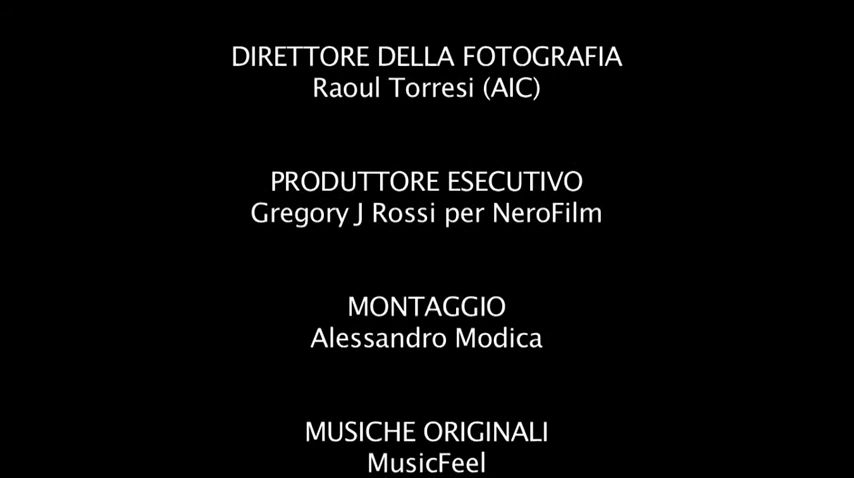 DIRETTORE DELLA FOTOGRAFIA
Raoul Torresi (AIC)
PRODUTTORE ESECUTIVO
Gregory J Rossi per NeroFilm
MONTAGGIO
Alessandro Modica
MUSICHE ORIGINALI
MusicFeel